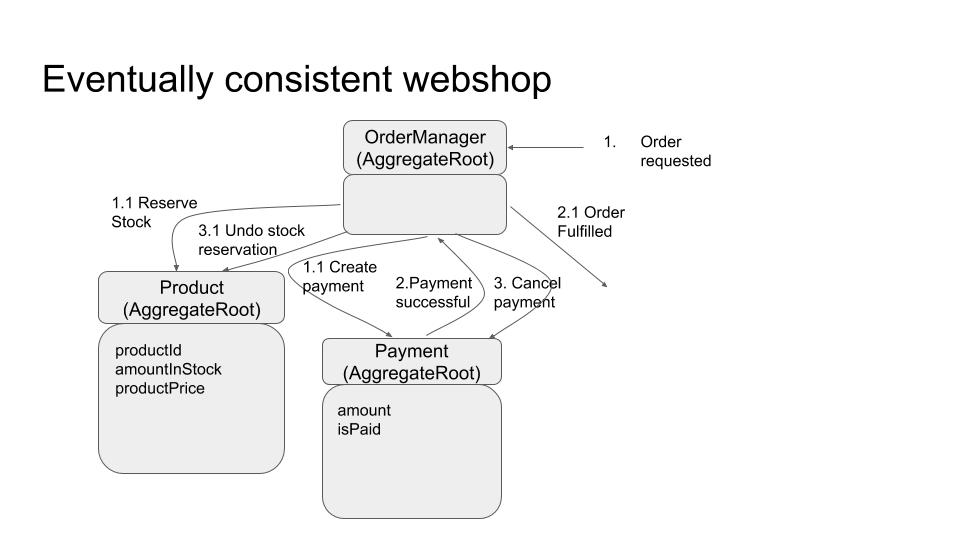 Eventually consistent webshop
OrderManager
(AggregateRoot)
1. Order
requested
1.1 Reserve
Stock
2.1 Order
Fulfilled
3.1 Undo stock
reservation
1.1 Create
payment
2.Payment
successful
3. Cancel
payment
Product
(AggregateRoot)
productId
amountInStock
productPrice
Payment
(AggregateRoot)
amount
isPaid